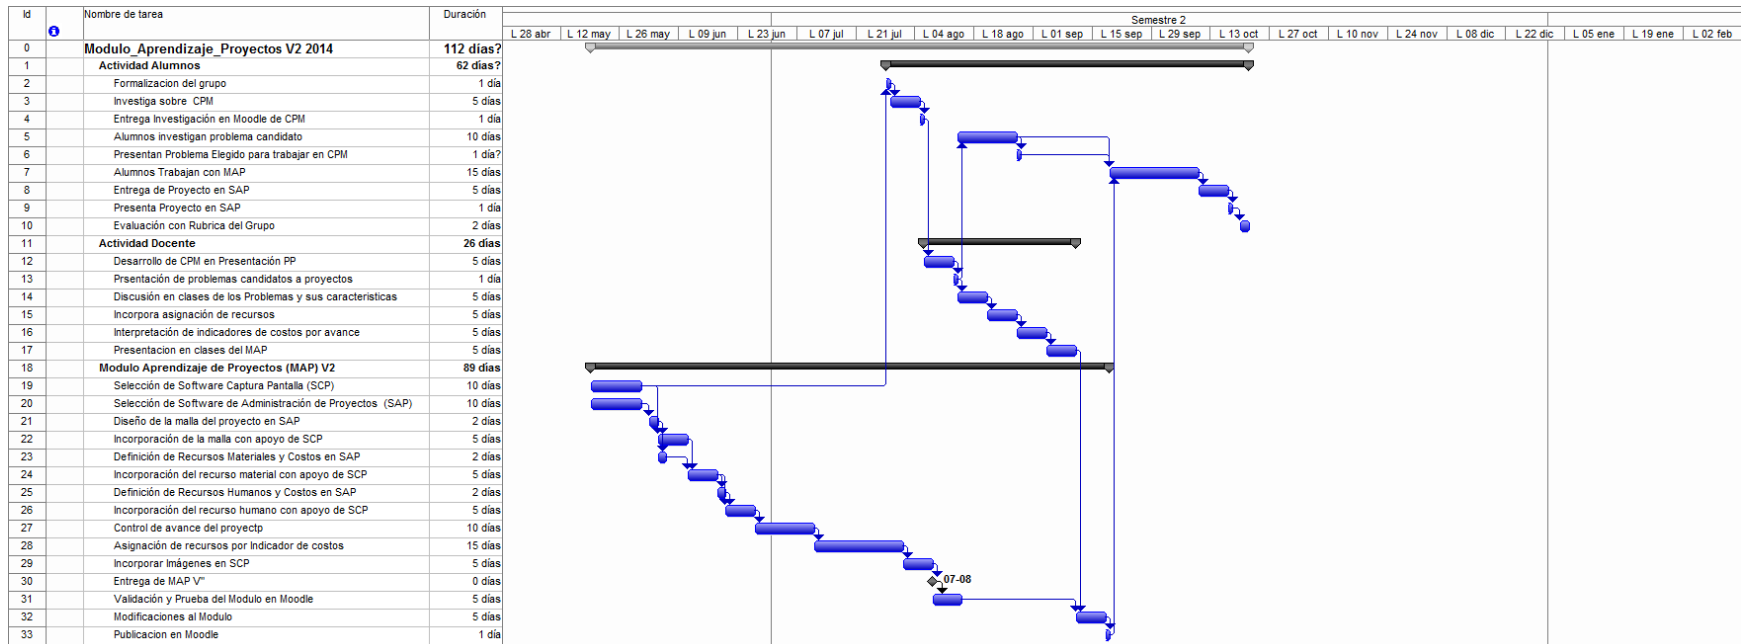 Id Nombre de tarea Duración
Semestre 2
L 28 abr L 12 may L 26 may L 09 jun L 23 jun L 07 jul L 21 jul L 04 ago L 18 ago L 01 sep L 15 sep L 29 sep L 13 oct L 27 oct L 10 nov L 24 nov L 08 dic L 22 dic L 05 ene L 19 ene L 02 feb
0 Modulo_Aprendizaje_Proyectos V2 2014 112 días?
1 Actividad Alumnos 62 días?
2 Formalizacion del grupo 1 día
3 Investiga sobre CPM 5 días
4 Entrega Investigación en Moodle de CPM 1 día
5 Alumnos investigan problema candidato 10 días
6 Presentan Problema Elegido para trabajar en CPM 1 día?
7 Alumnos Trabajan con MAP 15 días
8 Entrega de Proyecto en SAP 5 días
9 Presenta Proyecto en SAP 1 día
10 Evaluación con Rubrica del Grupo 2 días
11 Actividad Docente 26 días
12 Desarrollo de CPM en Presentación PP 5 días
13 Prsentación de problemas candidatos a proyectos 1 día
14 Discusión en clases de los Problemas y sus caracteristicas 5 días
15 Incorpora asignación de recursos 5 días
16 Interpretación de indicadores de costos por avance 5 días
17 Presentacion en clases del MAP 5 días
18 Modulo Aprendizaje de Proyectos (MAP) V2 89 días
19 Selección de Software Captura Pantalla (SCP) 10 días
20 Selección de Software de Administración de Proyectos (SAP) 10 días
21 Diseño de la malla del proyecto en SAP 2 días
22 Incorporación de la malla con apoyo de SCP 5 días
23 Definición de Recursos Materiales y Costos en SAP 2 días
24 Incorporación del recurso material con apoyo de SCP 5 días
25 Definición de Recursos Humanos y Costos en SAP 2 días
26 Incorporación del recurso humano con apoyo de SCP 5 días
27 Control de avance del proyectp 10 días
28 Asignación de recursos por Indicador de costos 15 días
29 Incorporar Imágenes en SCP 5 días
30 Entrega de MAP V" 0 días 07-08
31 Validación y Prueba del Modulo en Moodle 5 días
32 Modificaciones al Modulo 5 días
33 Publicacion en Moodle 1 día